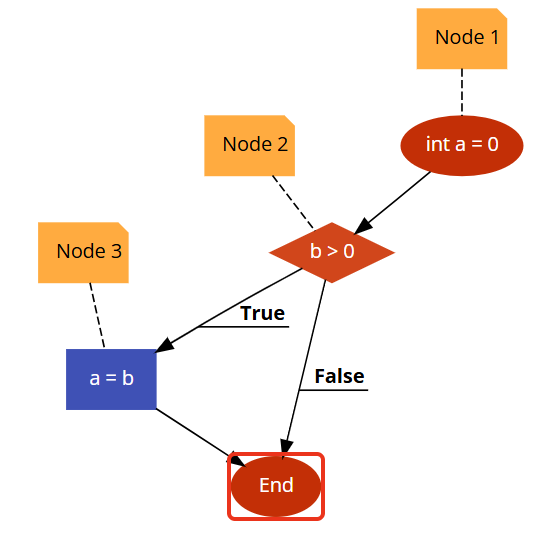 Node 1
Node 2
int a = 0
Node 3
b > 0
True
False
a = b
End